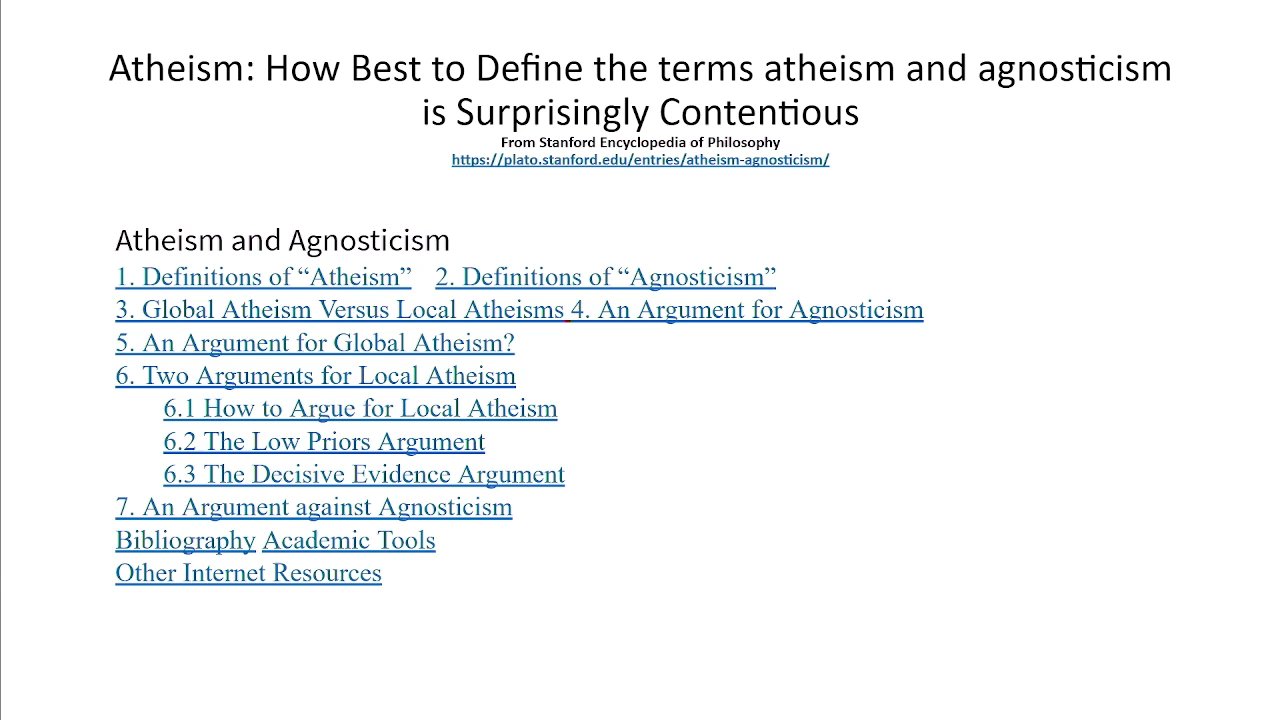 Atheism: How Best to Define the terms atheism and agnosticism
is Surprisingly Contentious
From Stanford Encyclopedia of Philosophy
https://plato.stanford.edu/entries/atheism-agnosticism/
Atheism and Agnosticism
1. Definitions of “Atheism” 2. Definitions of “Agnosticism”
3. Global Atheism Versus Local Atheisms 4. An Argument for Agnosticism
5. An Argument for Global Atheism?
6. Two Arguments for Local Atheism
6.1 How to Argue for Local Atheism
6.2 The Low Priors Argument
6.3 The Decisive Evidence Argument
7. An Argument against Agnosticism
Bibliography Academic Tools
Other Internet Resources